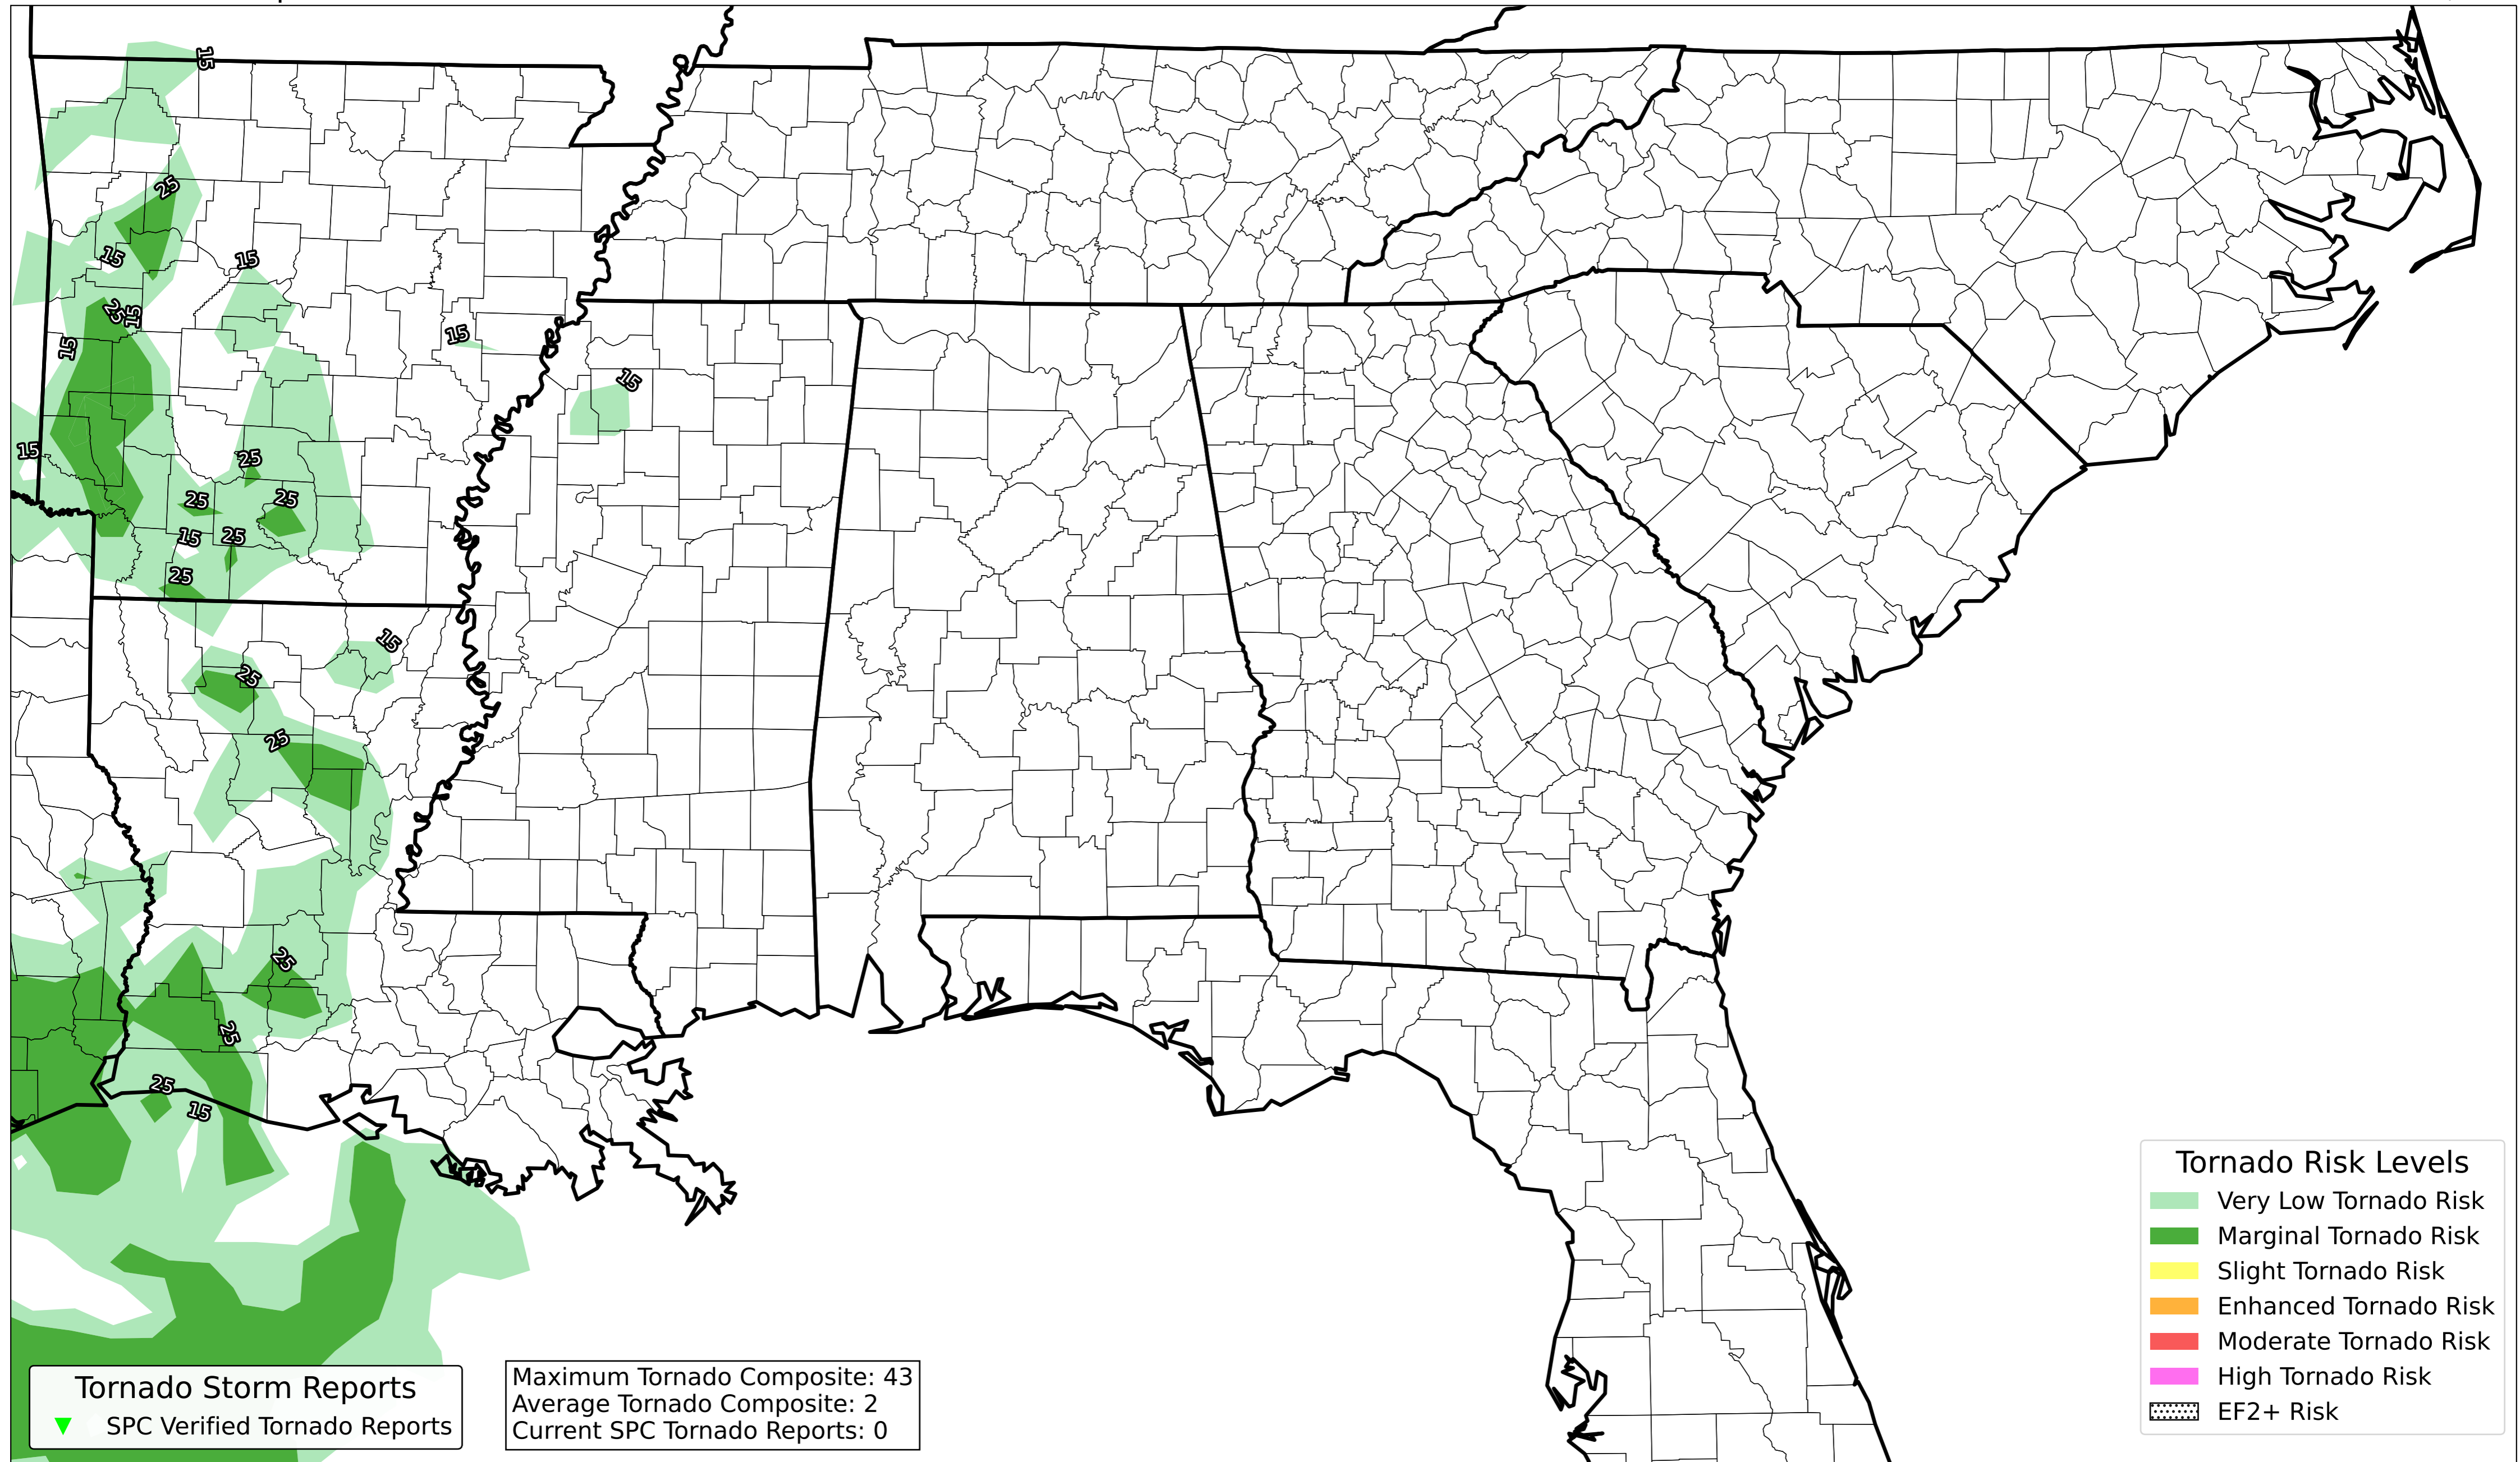 15
25
15
15
25
15
15
15
15
15
25
25
25
15
25
25
15
25
25
25
25
25
15
Tornado Storm Reports
SPC Verified Tornado Reports
Maximum Tornado Composite: 43
Average Tornado Composite: 2
Current SPC Tornado Reports: 0
Tornado Risk Levels
Very Low Tornado Risk
Marginal Tornado Risk
Slight Tornado Risk
Enhanced Tornado Risk
Moderate Tornado Risk
High Tornado Risk
EF2+ Risk